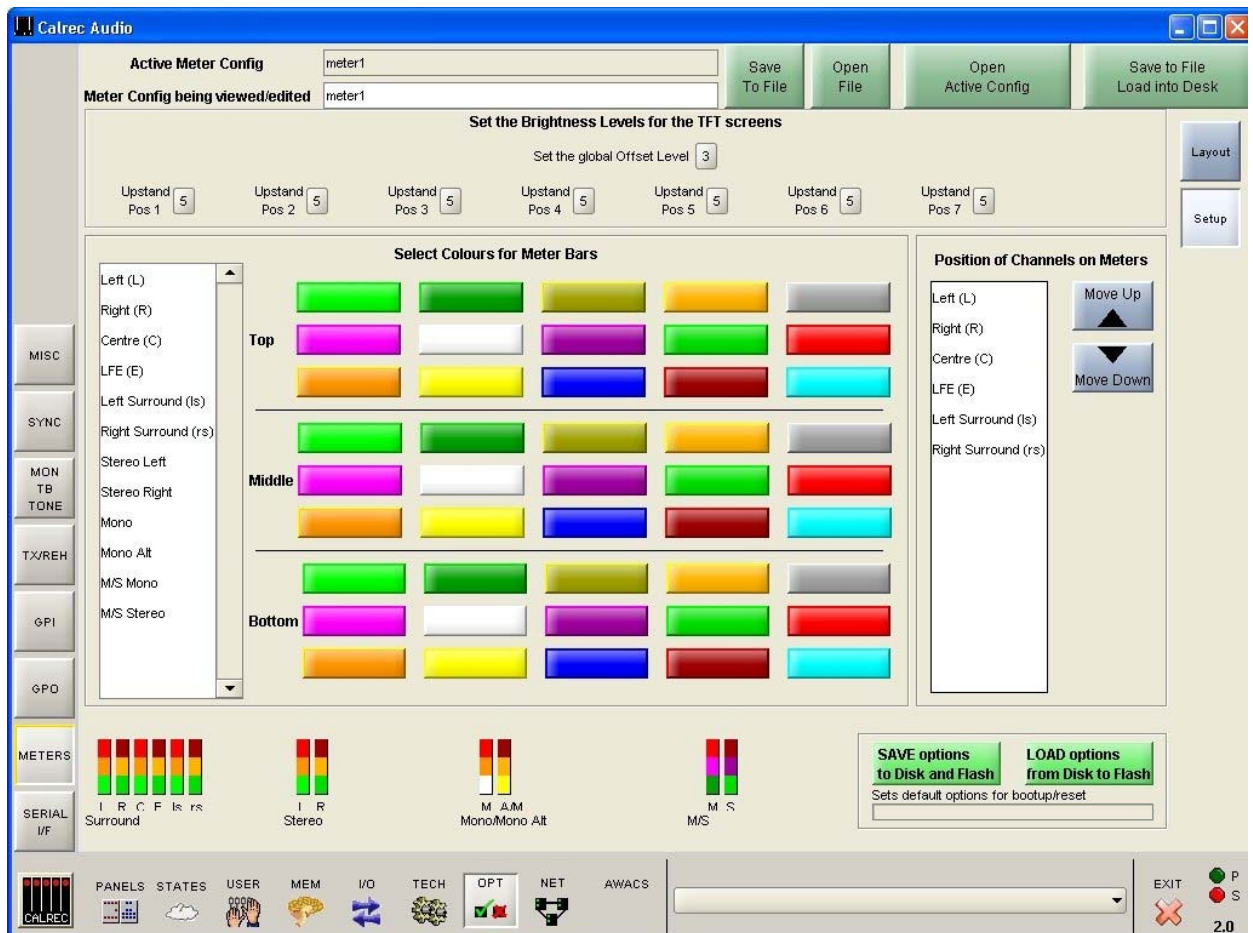 Calrec Audio
Active Meter Config
meter1
Save To File
Open File
Open Active Config
Save to File Load into Desk
Meter Config being viewed/edited
meter1
Set the Brightness Levels for the TFT screens
Set the global Offset Level 3
Upstand Pos 1 5
Upstand Pos 2 5
Upstand Pos 3 5
Upstand Pos 4 5
Upstand Pos 5 5
Upstand Pos 6 5
Upstand Pos 7 5
Layout
Setup
Select Colours for Meter Bars
Left (L)
Right (R)
Centre (C)
LFE (E)
Left Surround (ls)
Right Surround (rs)
Stereo Left
Stereo Right
Mono
Mono Alt
M/S Mono
M/S Stereo
Top
Middle
Bottom
Position of Channels on Meters
Left (L)
Right (R)
Centre (C)
LFE (E)
Left Surround (ls)
Right Surround (rs)
Move Up
Move Down
MISC
SYNC
MON
TB
TONE
TX/REH
GPI
GPO
METERS
SERIAL
I/F
L R C E ls rs
Surround
L R
Stereo
M A/M
Mono/Mono Alt
M S
M/S
SAVE options
to Disk and Flash
LOAD options
from Disk to Flash
Sets default options for bootup/reset
CALREC
PANELS
STATES
USER
MEM
I/O
TECH
OPT
NET
AWACS
EXIT
P
S
2.0